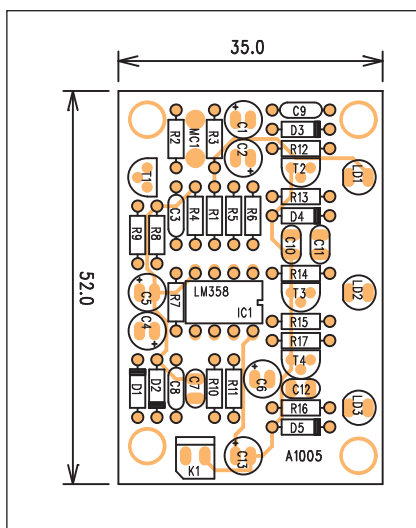 35.0
52.0
C9
D3
R12
T2
LD1
R2
MC1
R3
C1
C2
T1
R13
D4
R9
R8
C3
R4
R1
R5
R6
C10
C11
R14
T3
LD2
C5
R7
LM358
IC1
C4
R15
R17
T4
D1
D2
C8
C7
R10
R11
C6
C12
R16
LD3
D5
K1
C13
A1005